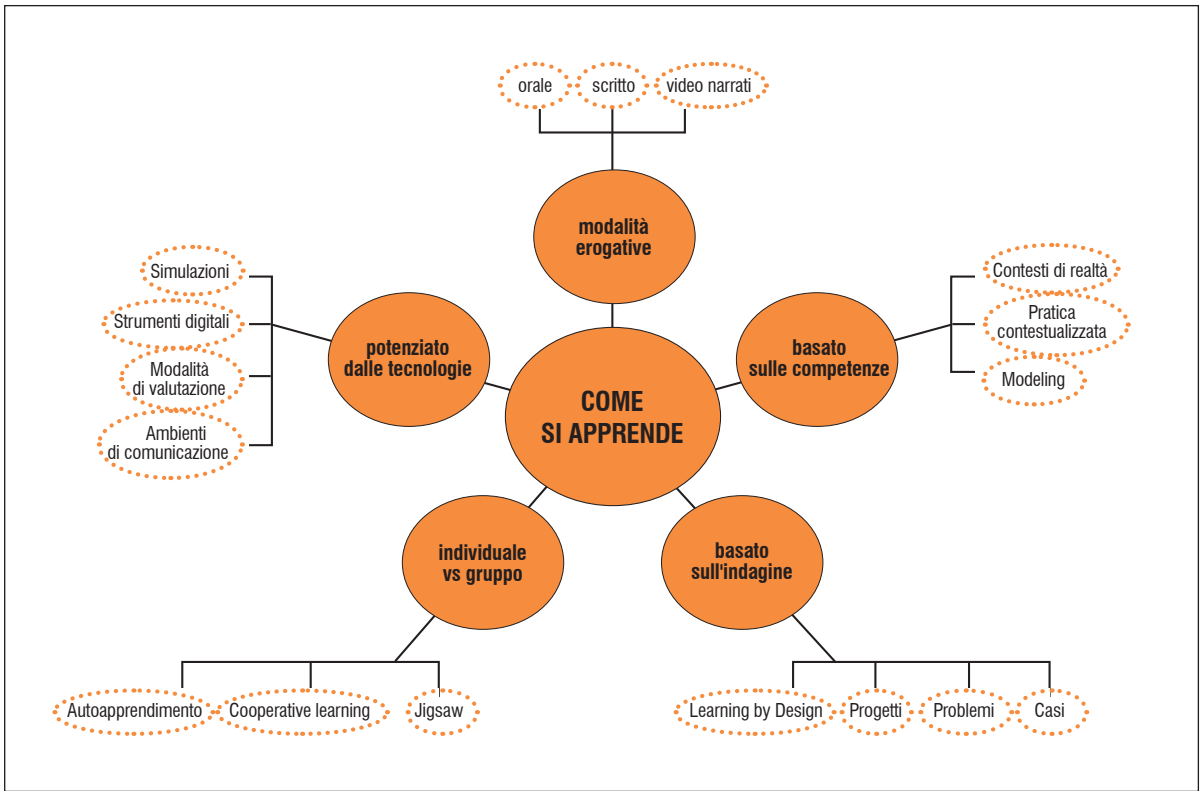 orale
scritto
video narrati
modalità
erogative
Simulazioni
Strumenti digitali
Modalità
di valutazione
Ambienti
di comunicazione
potenziato
dalle tecnologie
basato
sulle competenze
Contesti di realtà
Pratica
contestualizzata
Modeling
COME
SI APPRENDE
individuale
vs gruppo
basato
sull'indagine
Autoapprendimento
Cooperative learning
Jigsaw
Learning by Design
Progetti
Problemi
Casi